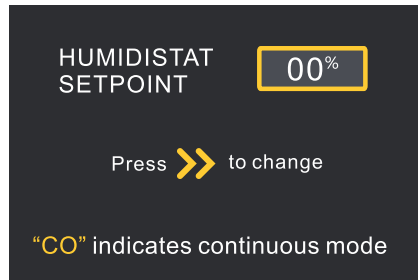 HUMIDISTAT
SETPOINT
00%
Press >> to change
“CO” indicates continuous mode